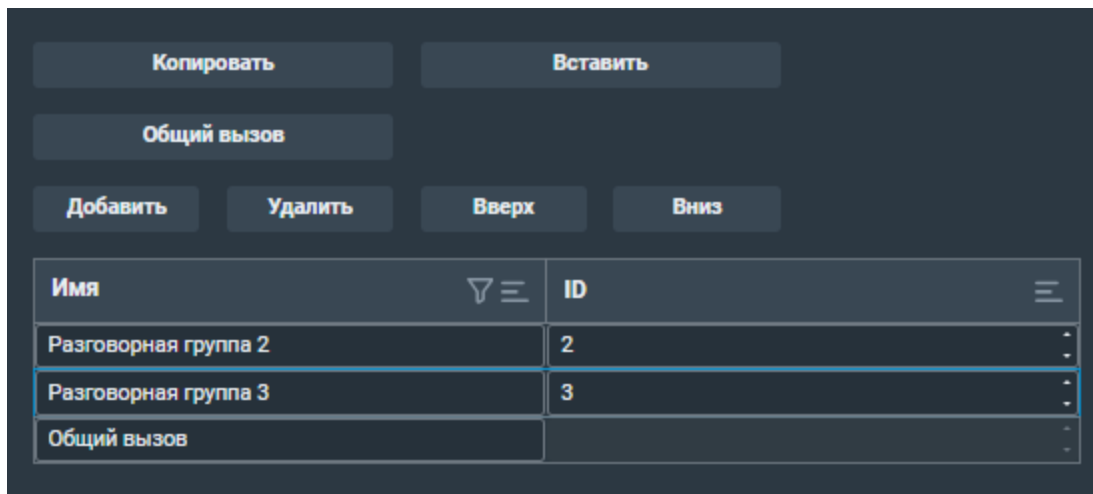 Копировать Вставить
Общий вызов
Добавить Удалить Вверх Вниз
Имя ID
Разговорная группа 2 2
Разговорная группа 3 3
Общий вызов